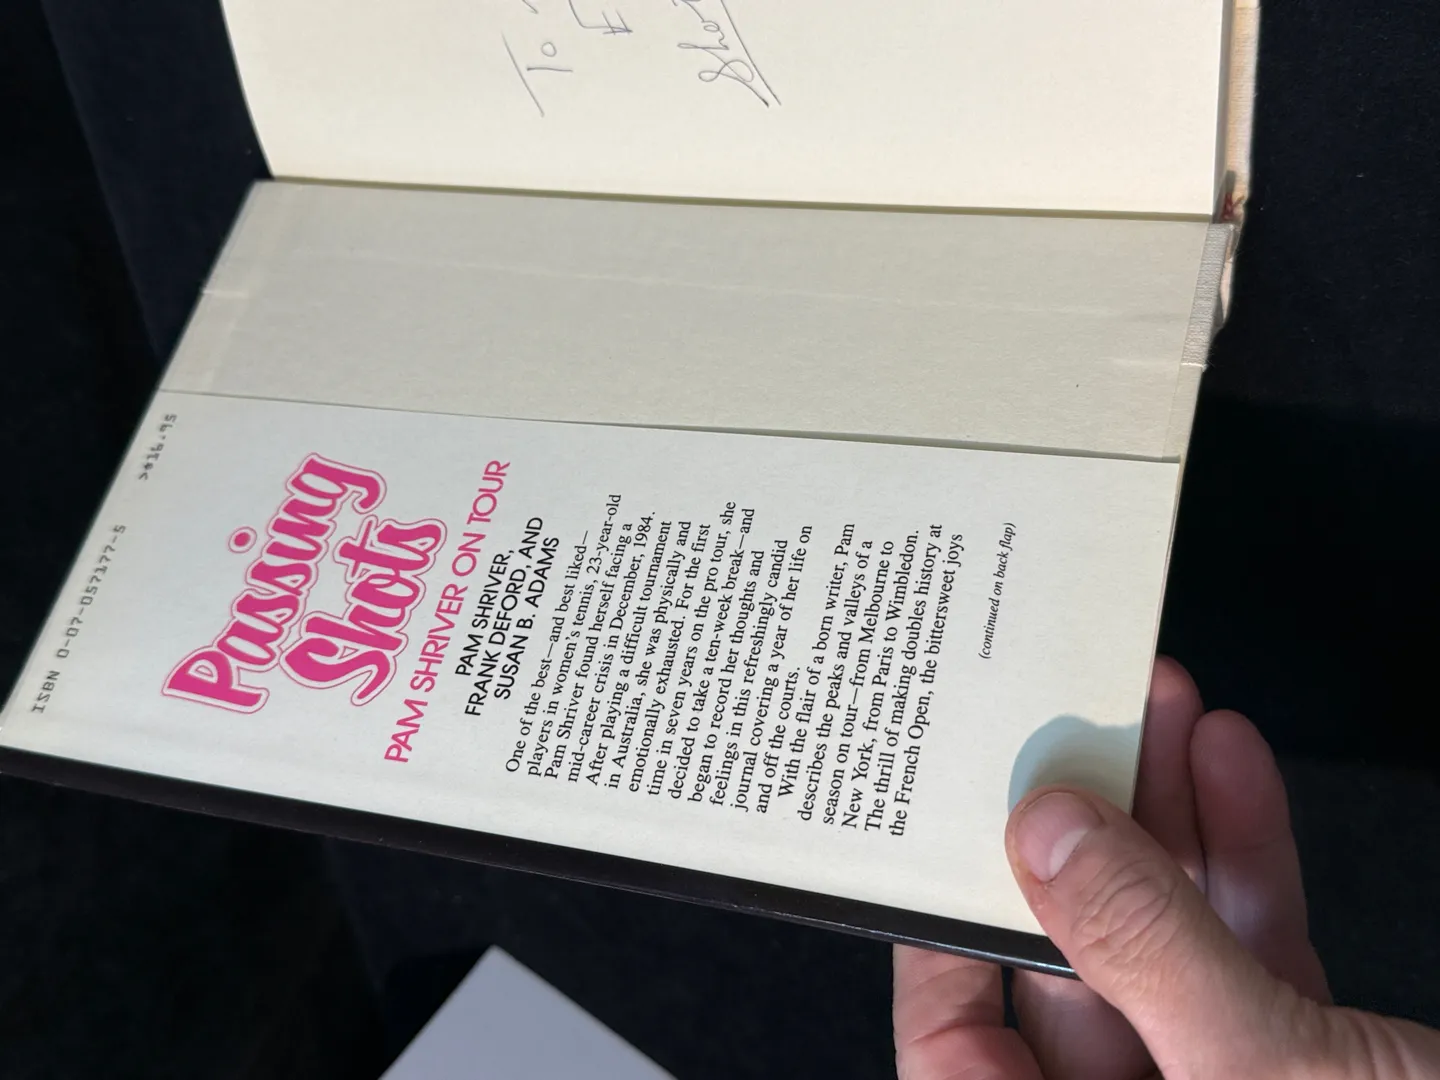 To
Sho
ISBN 0-07-057177-5
>$16.95
Passing
Shots
PAM SHRIVER ON TOUR
PAM SHRIVER,
FRANK DEFORD, AND
SUSAN B. ADAMS
One of the best—and best liked—
players in women's tennis, 23-year-old
Pam Shriver found herself facing a
mid-career crisis in December, 1984.
After playing a difficult tournament
in Australia, she was physically and
emotionally exhausted. For the first
time in seven years on the pro tour, she
decided to take a ten-week break—and
began to record her thoughts and
feelings in this refreshingly candid
journal covering a year of her life on
and off the courts.
With the flair of a born writer, Pam
describes the peaks and valleys of a
season on tour—from Melbourne to
New York, from Paris to Wimbledon.
The thrill of making doubles history at
the French Open, the bittersweet joys
(continued on back flap)